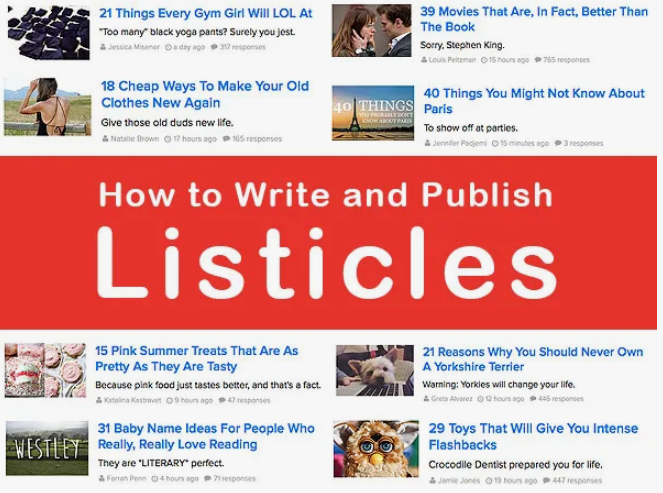 21 Things Every Gym Girl Will LOL At
"Too many" black yoga pants? Surely you jest.
Jessica Misener a day ago 317 responses
39 Movies That Are, In Fact, Better Than
The Book
Sorry, Stephen King.
Louis Peitzman 15 hours ago 765 responses
18 Cheap Ways To Make Your Old
Clothes New Again
Give those old duds new life.
Natalie Brown 17 hours ago 165 responses
40 THINGS
YOU PROBABLY DON'T
KNOW ABOUT PARIS
40 Things You Might Not Know About
Paris
To show off at parties.
Jennifer Padjemi 15 minutes ago 3 responses
How to Write and Publish
Listicles
15 Pink Summer Treats That Are As
Pretty As They Are Tasty
Because pink food just tastes better, and that's a fact.
Katalina Kastravet 9 hours ago 47 responses
21 Reasons Why You Should Never Own
A Yorkshire Terrier
Warning: Yorkies will change your life.
Greta Alvarez 12 hours ago 446 responses
WESTLEY
31 Baby Name Ideas For People Who
Really, Really Love Reading
They are *LITERARY* perfect.
Farrah Penn 4 hours ago 71 responses
29 Toys That Will Give You Intense
Flashbacks
Crocodile Dentist prepared you for life.
Jamie Jones 19 hours ago 447 responses